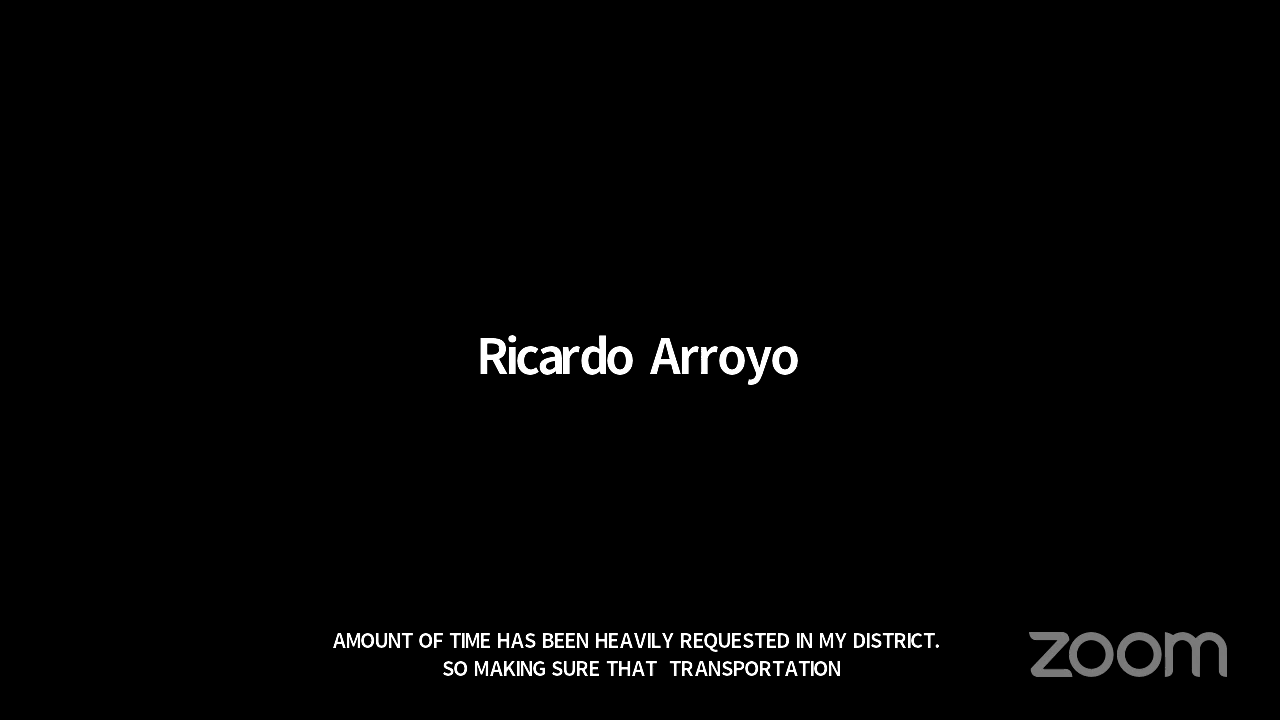 Ricardo Arroyo
AMOUNT OF TIME HAS BEEN HEAVILY REQUESTED IN MY DISTRICT.
SO MAKING SURE THAT  TRANSPORTATION
zoom